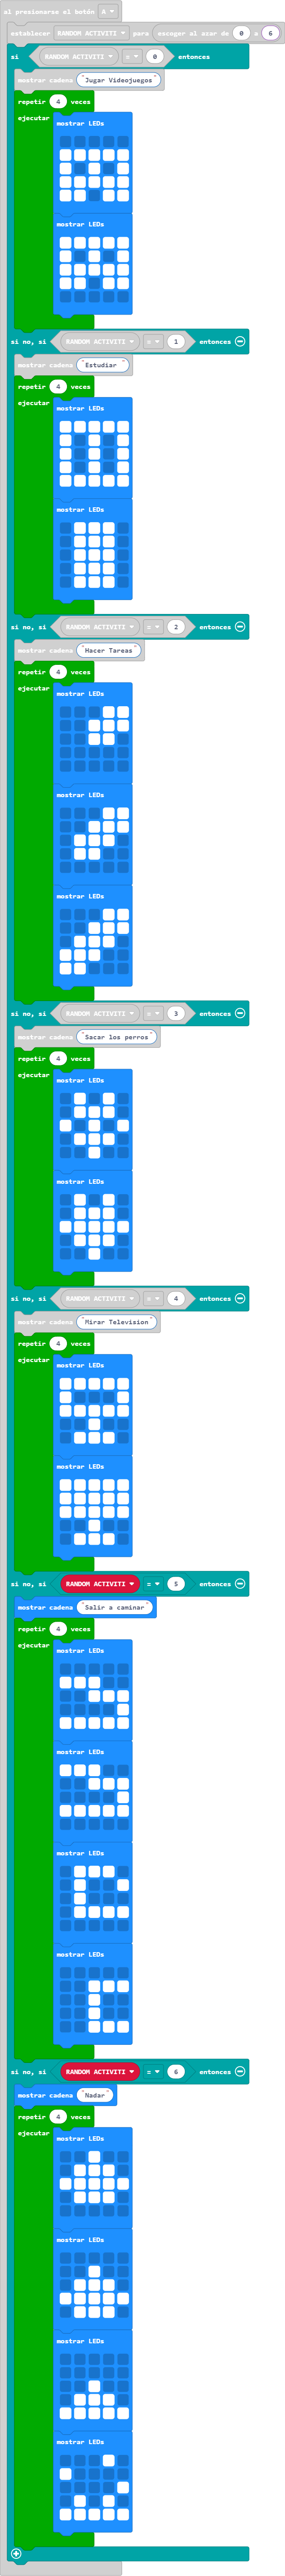 al presionarse el botón A
establecer RANDOM ACTIVITI para escoger al azar de 0 a 6
si RANDOM ACTIVITI = 0 entonces
mostrar cadena "Jugar Videojuegos"
repetir 4 veces
ejecutar
mostrar LEDs
mostrar LEDs
si no, si RANDOM ACTIVITI = 1 entonces
mostrar cadena "Estudiar "
repetir 4 veces
ejecutar
mostrar LEDs
mostrar LEDs
si no, si RANDOM ACTIVITI = 2 entonces
mostrar cadena "Hacer Tareas"
repetir 4 veces
ejecutar
mostrar LEDs
mostrar LEDs
mostrar LEDs
si no, si RANDOM ACTIVITI = 3 entonces
mostrar cadena "Sacar los perros "
repetir 4 veces
ejecutar
mostrar LEDs
mostrar LEDs
si no, si RANDOM ACTIVITI = 4 entonces
mostrar cadena "Mirar Television"
repetir 4 veces
ejecutar
mostrar LEDs
mostrar LEDs
si no, si RANDOM ACTIVITI = 5 entonces
mostrar cadena "Salir a caminar"
repetir 4 veces
ejecutar
mostrar LEDs
mostrar LEDs
mostrar LEDs
mostrar LEDs
si no, si RANDOM ACTIVITI = 6 entonces
mostrar cadena "Nadar"
repetir 4 veces
ejecutar
mostrar LEDs
mostrar LEDs
mostrar LEDs
mostrar LEDs